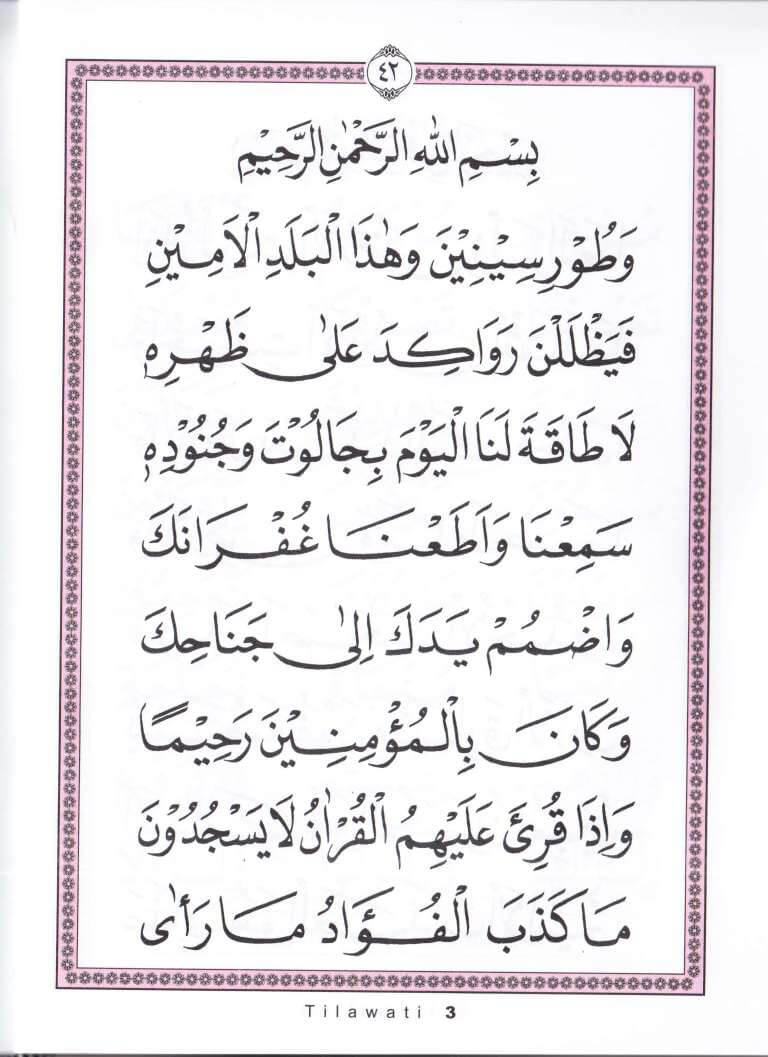 ٤٢
بِسْمِ اللهِ الرَّحْمٰنِ الرَّحِيْمِ
وَطُوْرِ سِيْنِيْنَ وَهٰذَا الْبَلَدِ الْاَمِيْنِ
فَيَظْلَلْنَ رَوَاكِدَ عَلٰى ظَهْرِهٖ
لَا طَاقَةَ لَنَا الْيَوْمَ بِجَالُوْتَ وَجُنُوْدِهٖ
سَمِعْنَا وَاَطَعْنَا غُفْرَانَكَ
وَاضْمُمْ يَدَكَ اِلٰى جَنَاحِكَ
وَكَانَ بِالْمُؤْمِنِيْنَ رَحِيْمًا
وَاِذَا قُرِئَ عَلَيْهِمُ الْقُرْاٰنُ لَا يَسْجُدُوْنَ
مَا كَذَبَ الْفُؤَادُ مَا رَاٰى
Tilawati 3